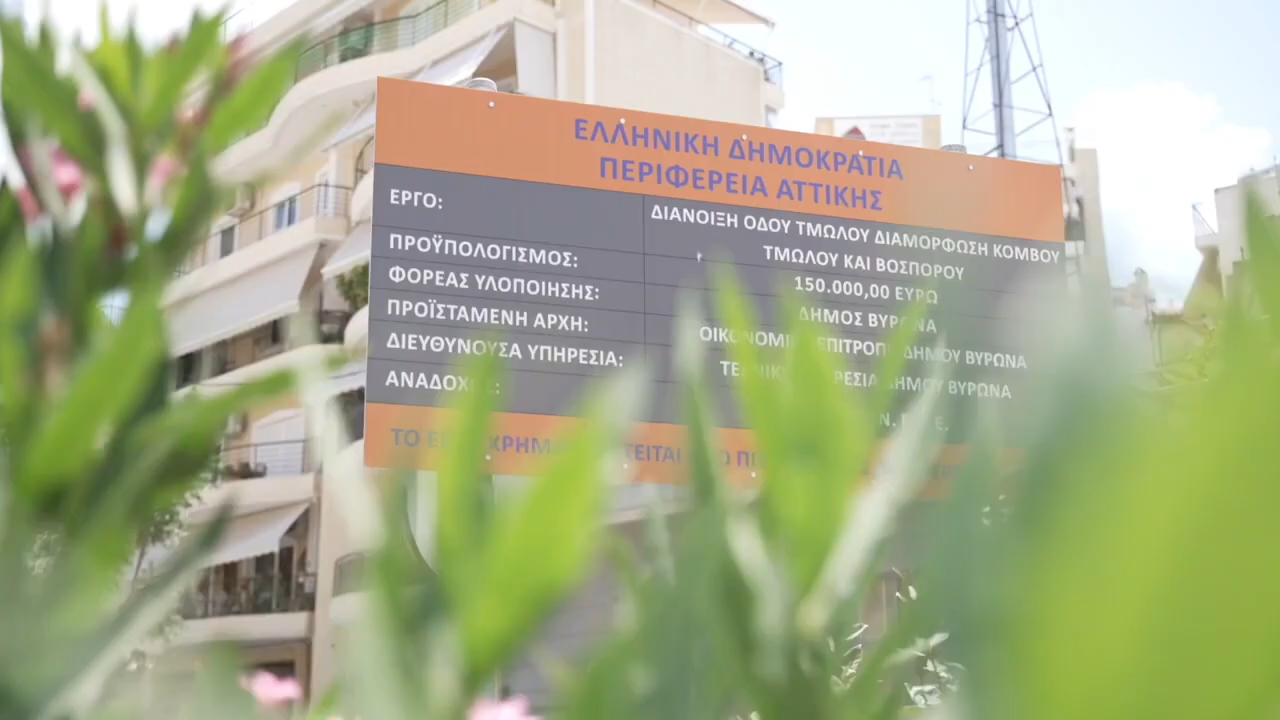 ΕΛΛΗΝΙΚΗ ΔΗΜΟΚΡΑΤΙΑ
ΠΕΡΙΦΕΡΕΙΑ ΑΤΤΙΚΗΣ
ΕΡΓΟ:
ΔΙΑΝΟΙΞΗ ΟΔΟΥ ΤΜΩΛΟΥ ΔΙΑΜΟΡΦΩΣΗ ΚΟΜΒΟΥ
ΤΜΩΛΟΥ ΚΑΙ ΒΟΣΠΟΡΟΥ
ΠΡΟΫΠΟΛΟΓΙΣΜΟΣ:
150.000,00 ΕΥΡΩ
ΦΟΡΕΑΣ ΥΛΟΠΟΙΗΣΗΣ:
ΔΗΜΟΣ ΒΥΡΩΝΑ
ΠΡΟΪΣΤΑΜΕΝΗ ΑΡΧΗ:
ΕΠΙΤΡΟΠΗ ΔΗΜΟΥ ΒΥΡΩΝΑ
ΔΙΕΥΘΥΝΟΥΣΑ ΥΠΗΡΕΣΙΑ:
ΔΗΜΟΥ ΒΥΡΩΝΑ
ΤΟ